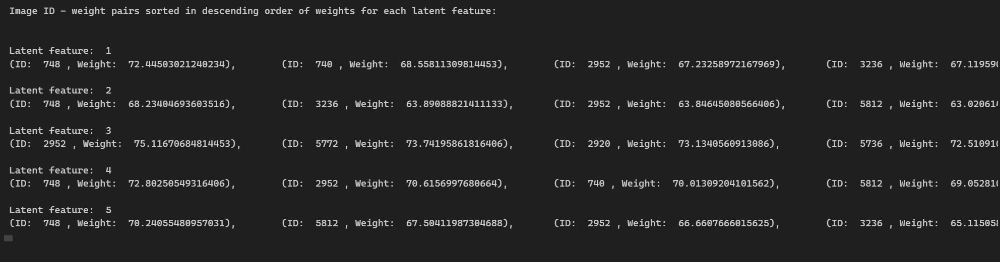 Image ID - weight pairs sorted in descending order of weights for each latent feature:
Latent feature:  1
(ID:  748 , Weight:  72.44503021240234),        (ID:  740 , Weight:  68.55811309814453),        (ID:  2952 , Weight:  67.23258972167969),       (ID:  3236 , Weight:  67.11959
Latent feature:  2
(ID:  748 , Weight:  68.23404693603516),        (ID:  3236 , Weight:  63.89088821411133),       (ID:  2952 , Weight:  63.84645080566406),       (ID:  5812 , Weight:  63.02061
Latent feature:  3
(ID:  2952 , Weight:  75.11670684814453),       (ID:  5772 , Weight:  73.74195861816406),       (ID:  2920 , Weight:  73.1340560913086),        (ID:  5736 , Weight:  72.51091
Latent feature:  4
(ID:  748 , Weight:  72.80250549316406),        (ID:  2952 , Weight:  70.6156997680664),        (ID:  740 , Weight:  70.01309204101562),        (ID:  5812 , Weight:  69.05281
Latent feature:  5
(ID:  748 , Weight:  70.24055480957031),        (ID:  5812 , Weight:  67.50411987304688),       (ID:  2952 , Weight:  66.6607666015625),        (ID:  3236 , Weight:  65.11505